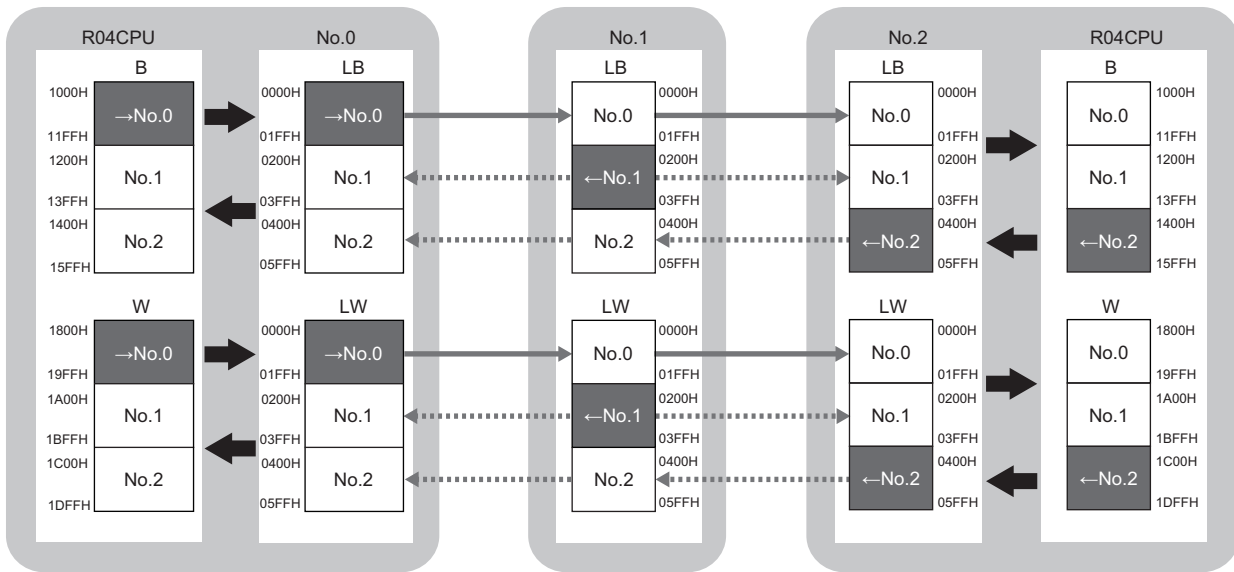 R04CPU No.0 No.1 No.2 R04CPU
B LB LB LB B
1000H 0000H 0000H 0000H 1000H
→No.0 →No.0 No.0 No.0 No.0
11FFH 01FFH 01FFH 01FFH 11FFH
1200H 0200H 0200H 0200H 1200H
No.1 No.1 ←No.1 No.1 No.1
13FFH 03FFH 03FFH 03FFH 13FFH
1400H 0400H 0400H 0400H 1400H
No.2 No.2 No.2 ←No.2 ←No.2
15FFH 05FFH 05FFH 05FFH 15FFH
W LW LW LW W
1800H 0000H 0000H 0000H 1800H
→No.0 →No.0 No.0 No.0 No.0
19FFH 01FFH 01FFH 01FFH 19FFH
1A00H 0200H 0200H 0200H 1A00H
No.1 No.1 ←No.1 No.1 No.1
1BFFH 03FFH 03FFH 03FFH 1BFFH
1C00H 0400H 0400H 0400H 1C00H
No.2 No.2 No.2 ←No.2 ←No.2
1DFFH 05FFH 05FFH 05FFH 1DFFH